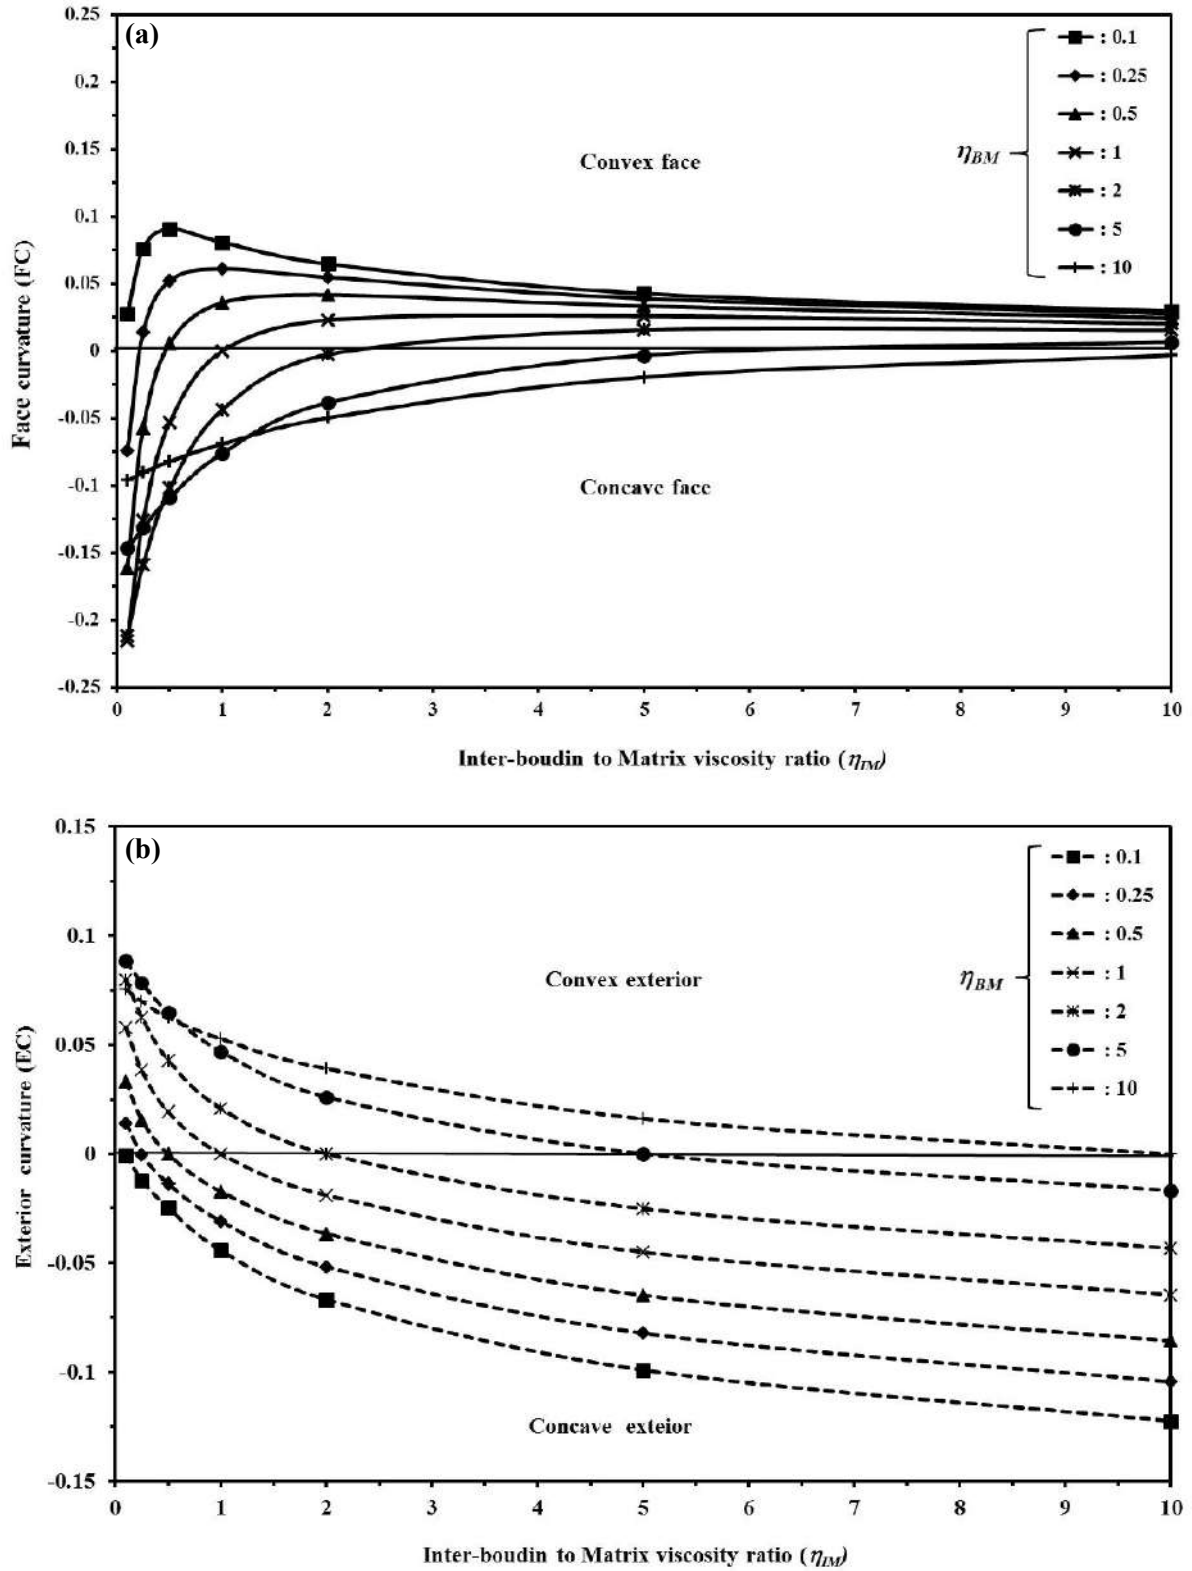 (a)
0.25
0.2
0.15
0.1
0.05
0
-0.05
-0.1
-0.15
-0.2
-0.25
Face curvature (FC)
Convex face
Concave face
η_BM
: 0.1
: 0.25
: 0.5
: 1
: 2
: 5
: 10
0 1 2 3 4 5 6 7 8 9 10
Inter-boudin to Matrix viscosity ratio (η_IM)
(b)
0.15
0.1
0.05
0
-0.05
-0.1
-0.15
Exterior curvature (EC)
Convex exterior
Concave exteior
η_BM
: 0.1
: 0.25
: 0.5
: 1
: 2
: 5
: 10
0 1 2 3 4 5 6 7 8 9 10
Inter-boudin to Matrix viscosity ratio (η_IM)